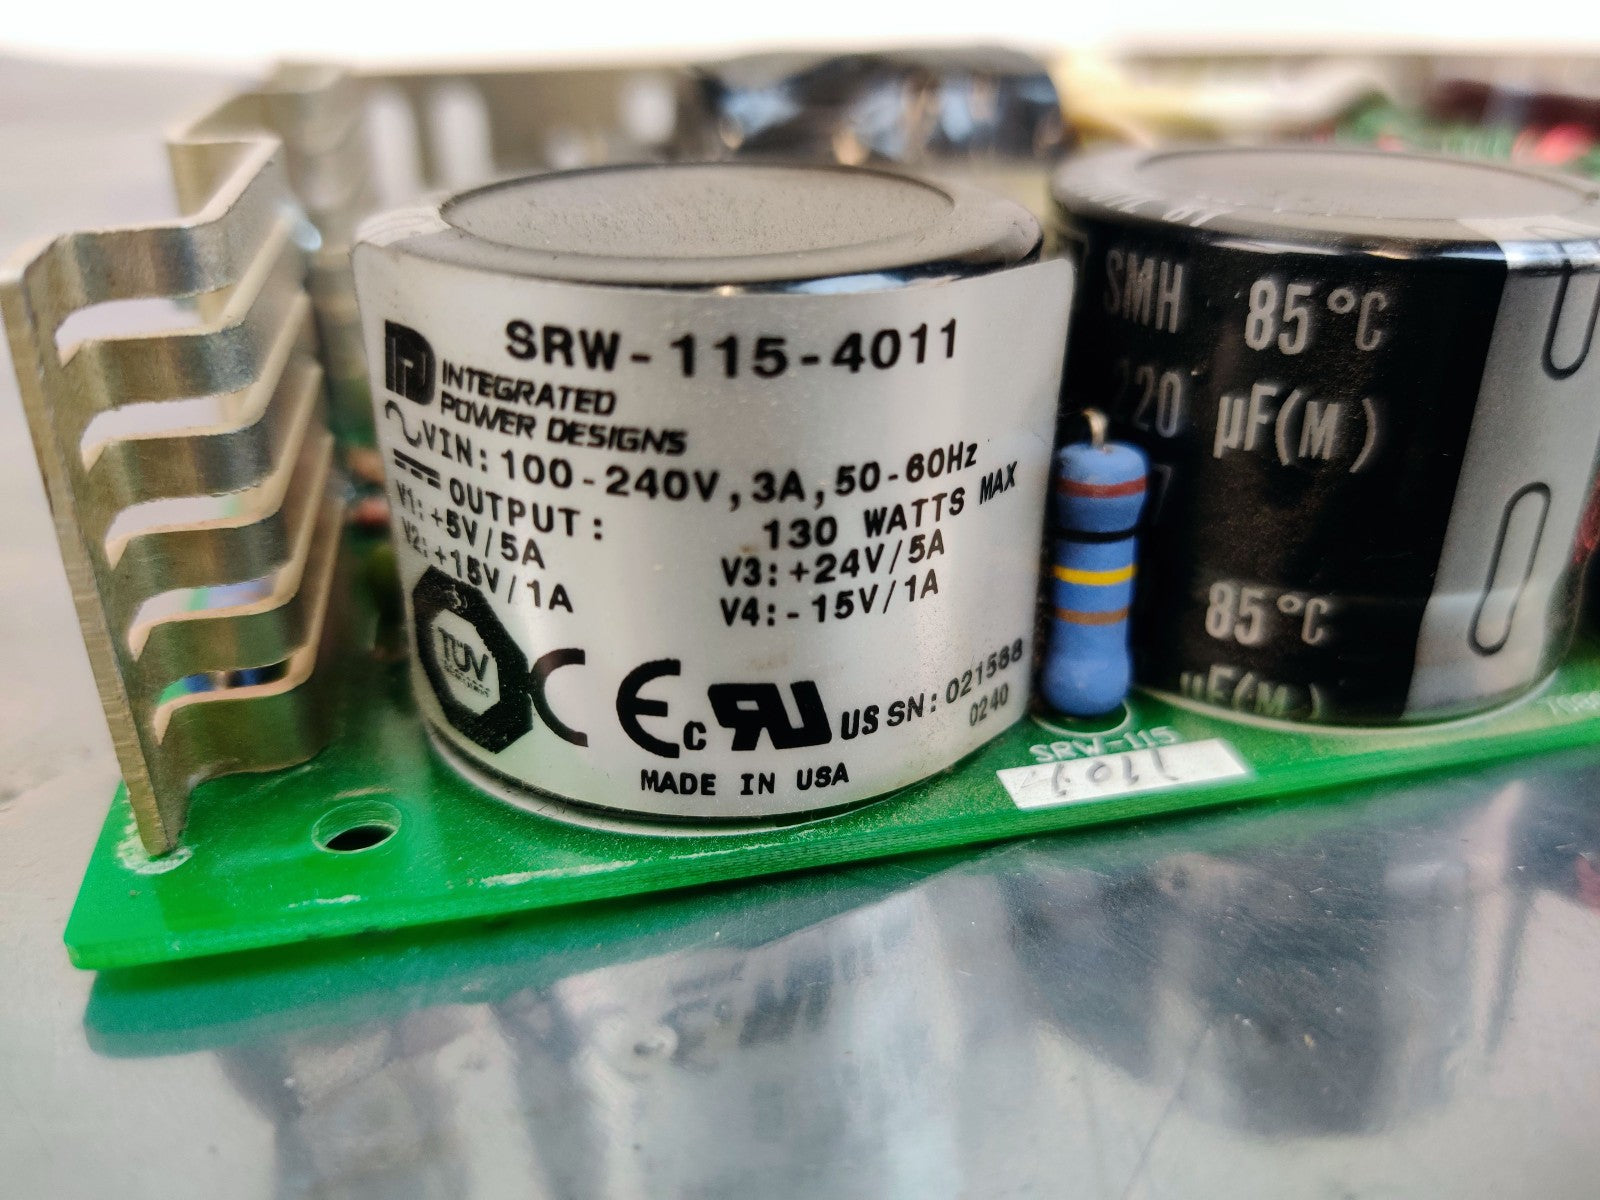 SRW-115-4011
INTEGRATED
POWER DESIGNS
VIN: 100-240V, 3A, 50-60Hz
OUTPUT: 130 WATTS MAX
V1: +5V/5A V3: +24V/5A
V2: +15V/1A V4: -15V/1A
TÜV
CE c US SN: 021588
0240
MADE IN USA
SMH 85°C
220 µF(M)
85°C
µF(M)
SRW-115